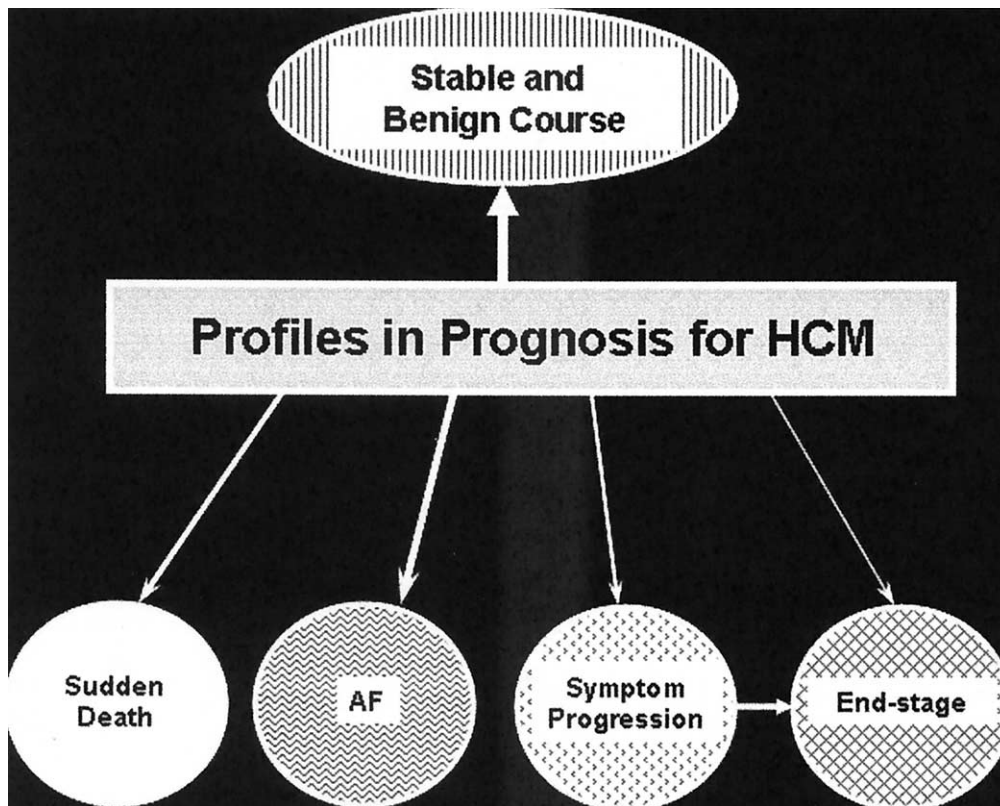 Stable and
Benign Course
Profiles in Prognosis for HCM
Sudden
Death
AF
Symptom
Progression
End-stage